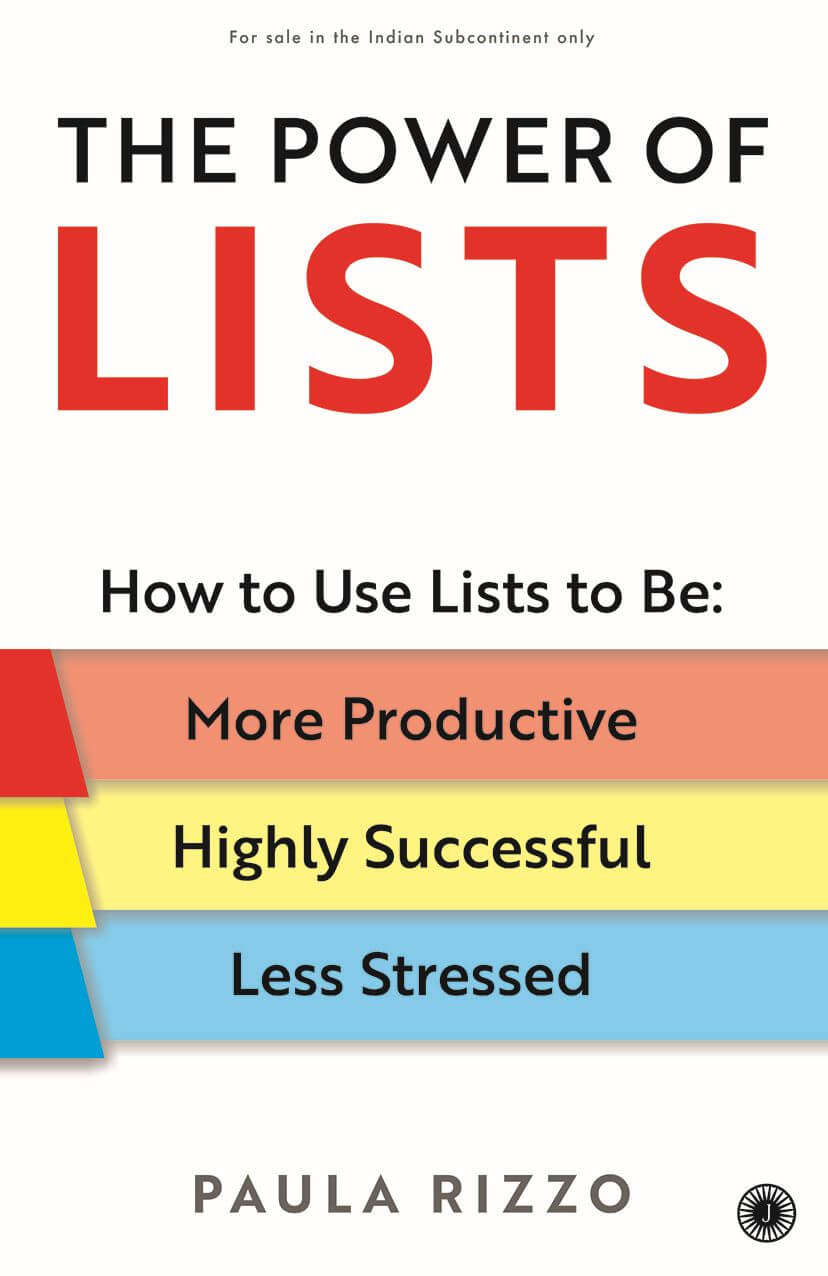 For sale in the Indian Subcontinent only
THE POWER OF
LISTS
How to Use Lists to Be:
More Productive
Highly Successful
Less Stressed
PAULA RIZZO
J